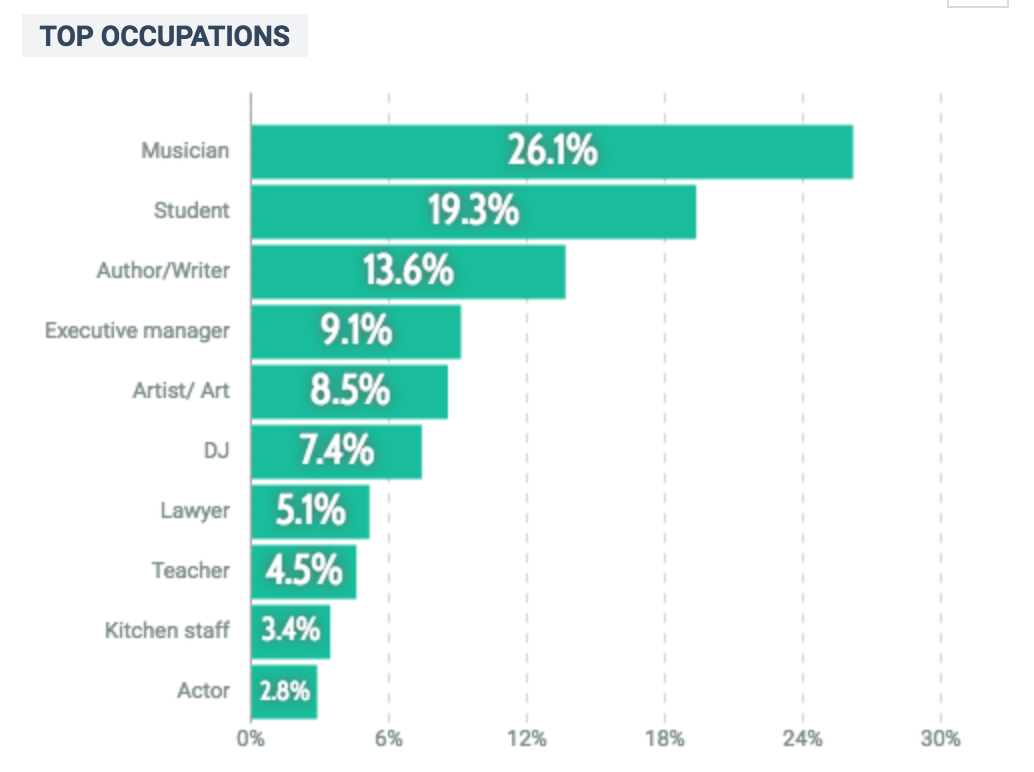 TOP OCCUPATIONS
Musician 26.1%
Student 19.3%
Author/Writer 13.6%
Executive manager 9.1%
Artist/ Art 8.5%
DJ 7.4%
Lawyer 5.1%
Teacher 4.5%
Kitchen staff 3.4%
Actor 2.8%
0% 6% 12% 18% 24% 30%